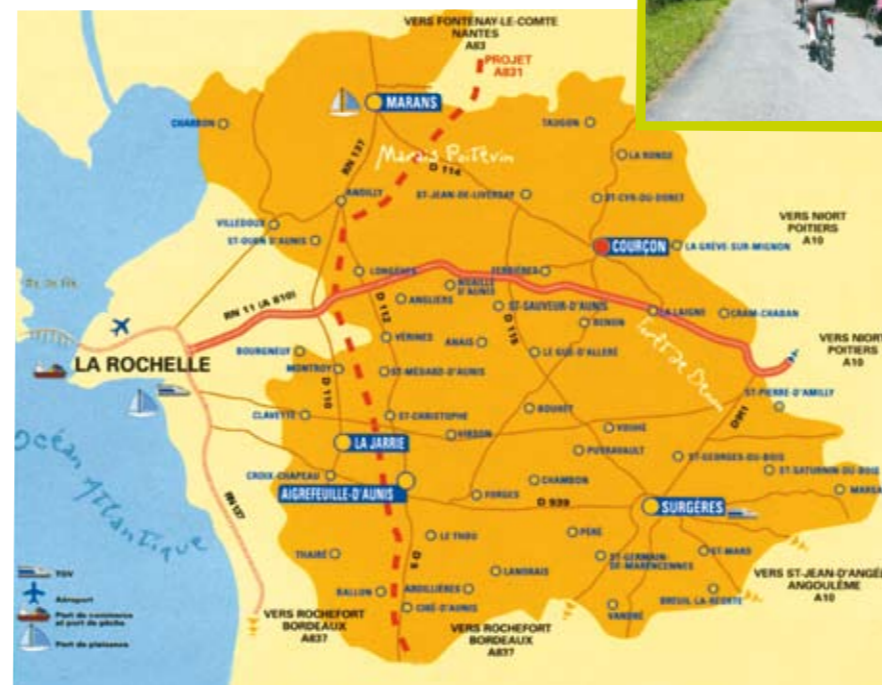 VERS FONTENAY-LE-COMTE
NANTES
A83
PROJET
A831
MARANS
CHARRON
TAUGON
Marais Poitevin
RN 137
D 114
LA RONDE
ANDILLY
ST-JEAN-DE-LIVERSAY
ST-CYR-DU-DORET
VILLEDOUX
ST-OUEN D'AUNIS
COURÇON
LA GRÈVE-SUR-MIGNON
VERS NIORT
POITIERS
A10
LONGÈVES
FERRIÈRES
NUAILLÉ
D'AUNIS
RN 11 (A 810)
ANGLIERS
ST-SAUVEUR-D'AUNIS
LA LAIGNE
CRAM-CHABAN
D 112
BENON
VÉRINES
ANAIS
D 115
LA ROCHELLE
BOURGNEUF
LE GUÉ-D'ALLERÉ
VERS NIORT
POITIERS
A10
MONTROY
ST-MÉDARD-D'AUNIS
D 110
ST-PIERRE-D'AMILLY
CLAVETTE
ST-CHRISTOPHE
BOUHET
D911
VIRSON
VOUHÉ
LA JARRIE
PUYRAVAULT
ST-GEORGES-DU-BOIS
Océan Atlantique
CROIX-CHAPEAU
CHAMBON
ST-SATURNIN-DU-BOIS
AIGREFEUILLE-D'AUNIS
FORGES
D 939
SURGÈRES
MARSA
RN 137
LE THOU
PÉRÉ
THAIRÉ
D 5
ST-GERMAIN
-DE-MARENCENNES
ST-MARD
TGV
LANDRAIS
VERS ST-JEAN-D'ANGÉL
ANGOULÊME
A10
Aéroport
BALLON
ARDILLIÈRES
BREUIL-LA-RÉORTE
Port de commerce
et port de pêche
CIRÉ-D'AUNIS
VANDRÉ
VERS ROCHEFORT
BORDEAUX
A837
VERS ROCHEFORT
BORDEAUX
A837
Port de plaisance